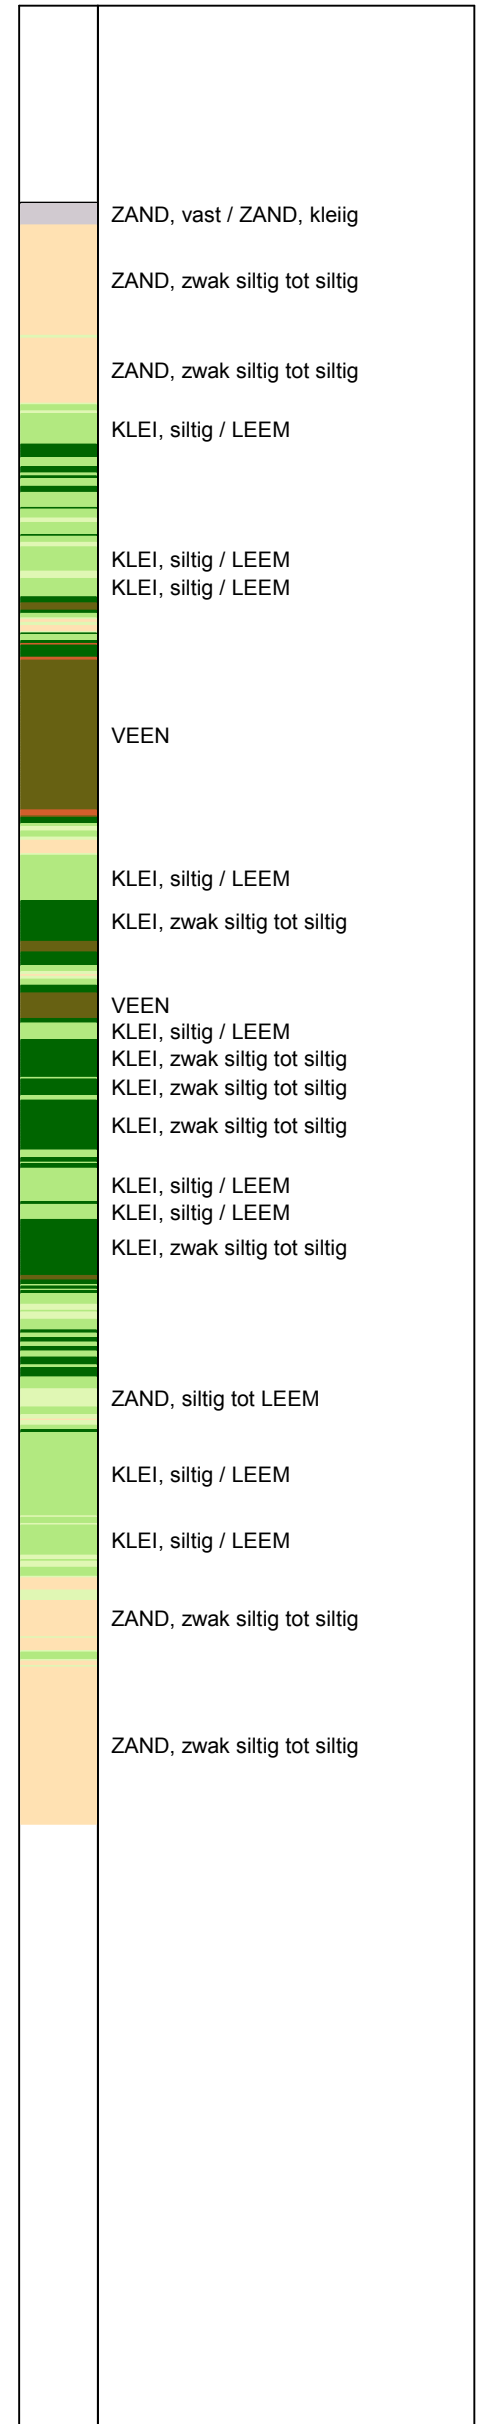 ZAND, vast / ZAND, kleiig
ZAND, zwak siltig tot siltig
ZAND, zwak siltig tot siltig
KLEI, siltig / LEEM
KLEI, siltig / LEEM
KLEI, siltig / LEEM
VEEN
KLEI, siltig / LEEM
KLEI, zwak siltig tot siltig
VEEN
KLEI, siltig / LEEM
KLEI, zwak siltig tot siltig
KLEI, zwak siltig tot siltig
KLEI, zwak siltig tot siltig
KLEI, siltig / LEEM
KLEI, siltig / LEEM
KLEI, zwak siltig tot siltig
ZAND, siltig tot LEEM
KLEI, siltig / LEEM
KLEI, siltig / LEEM
ZAND, zwak siltig tot siltig
ZAND, zwak siltig tot siltig